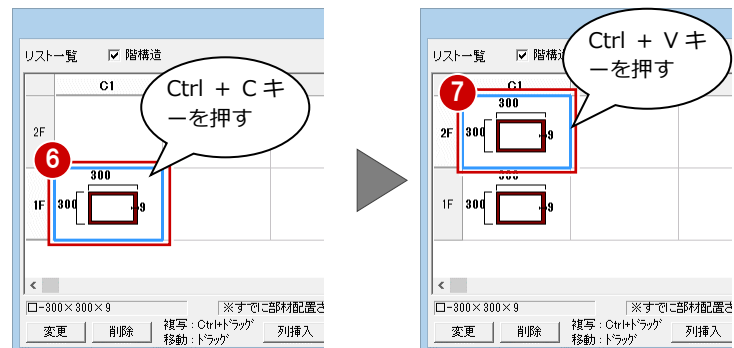 リスト一覧 ☑ 階構造
C1
Ctrl + C キ
ーを押す
2F
6
300
1F 300 9
<
ロ-300×300×9 ※すでに部材配置さ
変更 削除 複写：Ctrl+ドラッグ 列挿入
移動：ドラッグ
リスト一覧 ☑ 階構造
Ctrl + V キ
ーを押す
7
C1
300
2F 300 9
300
1F 300 9
<
ロ-300×300×9 ※すでに部材配置さ
変更 削除 複写：Ctrl+ドラッグ 列挿入
移動：ドラッグ